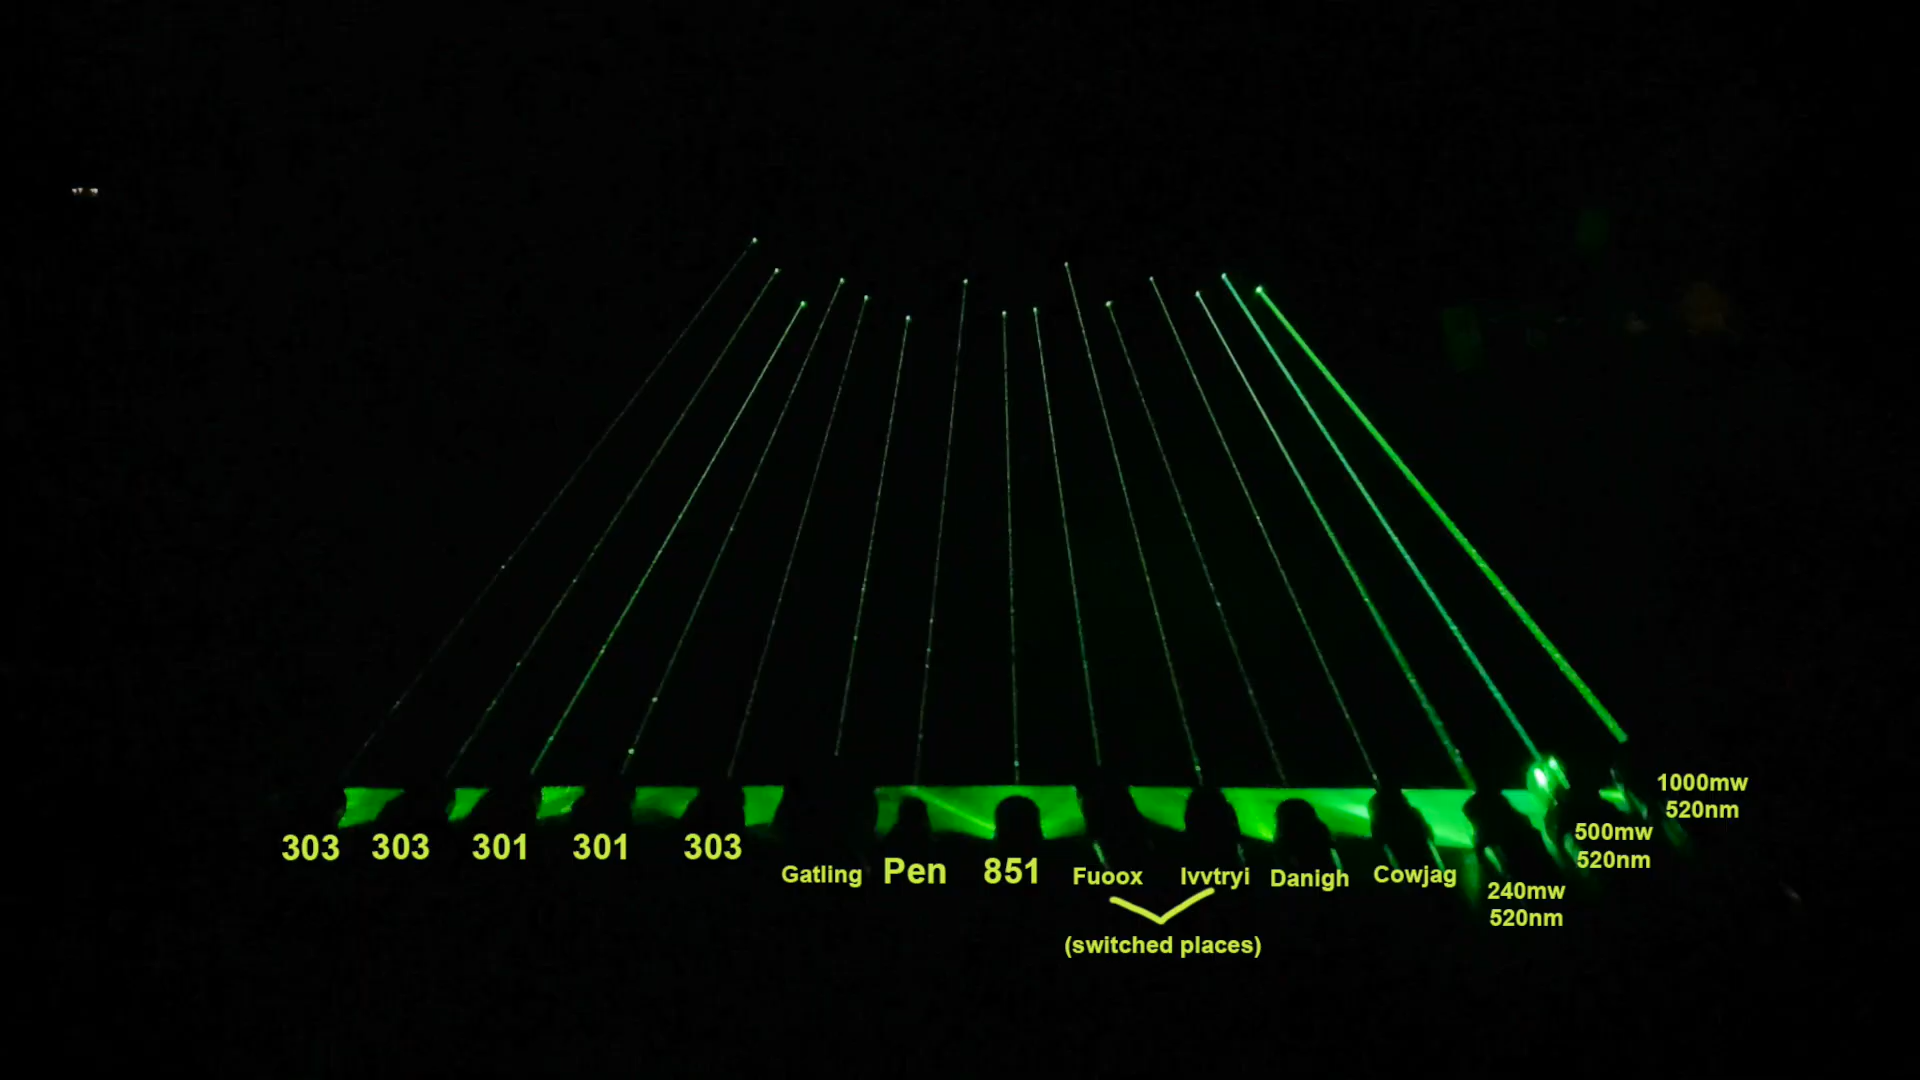 303
303
301
301
303
Gatling
Pen
851
Fuoox
Ivvtryi
Danigh
Cowjag
(switched places)
240mw
520nm
500mw
520nm
1000mw
520nm